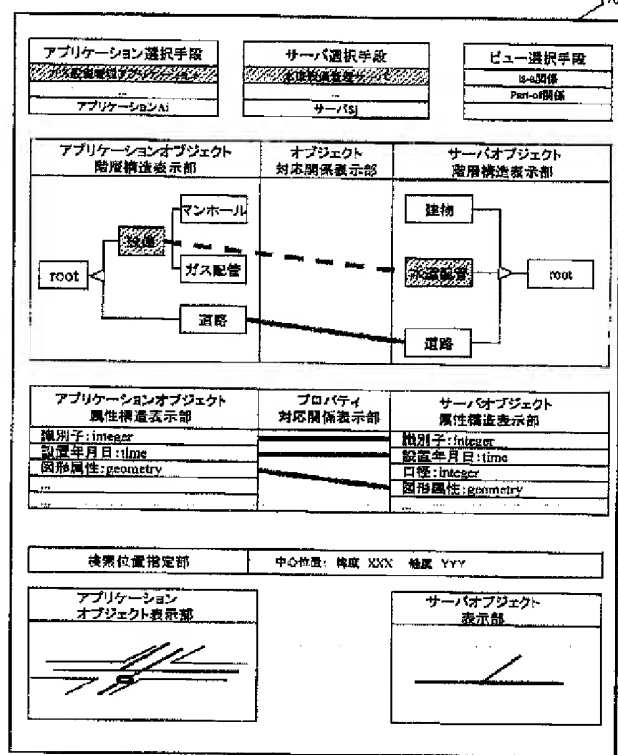 アプリケーション選択手段
アプリケーションAi
サーバ選択手段
...
サーバSj
ビュー選択手段
is-a関係
Part-of関係
アプリケーションオブジェクト
階層構造表示部
オブジェクト
対応関係表示部
サーバオブジェクト
階層構造表示部
root
設備
マンホール
ガス配管
道路
建物
水道配管
道路
root
アプリケーションオブジェクト
属性構造表示部
プロパティ
対応関係表示部
サーバオブジェクト
属性構造表示部
識別子:integer
設置年月日:time
図形属性:geometry
...
...
識別子:integer
設置年月日:time
口径:integer
図形属性:geometry
...
検索位置指定部
中心位置: 緯度 XXX 経度 YYY
アプリケーション
オブジェクト表示部
サーバオブジェクト
表示部